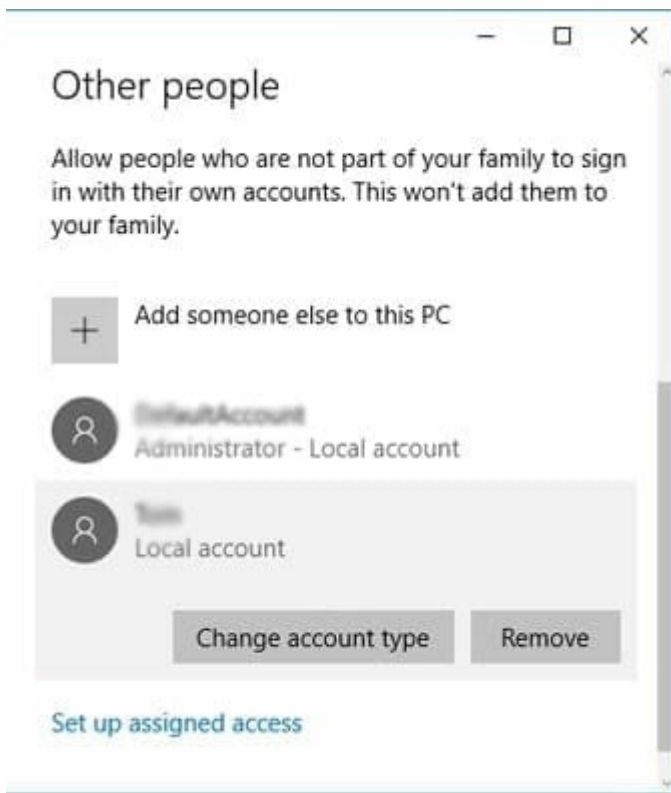 Other people
Allow people who are not part of your family to sign
in with their own accounts. This won't add them to
your family.
Add someone else to this PC
Administrator - Local account
Local account
Change account type
Remove
Set up assigned access